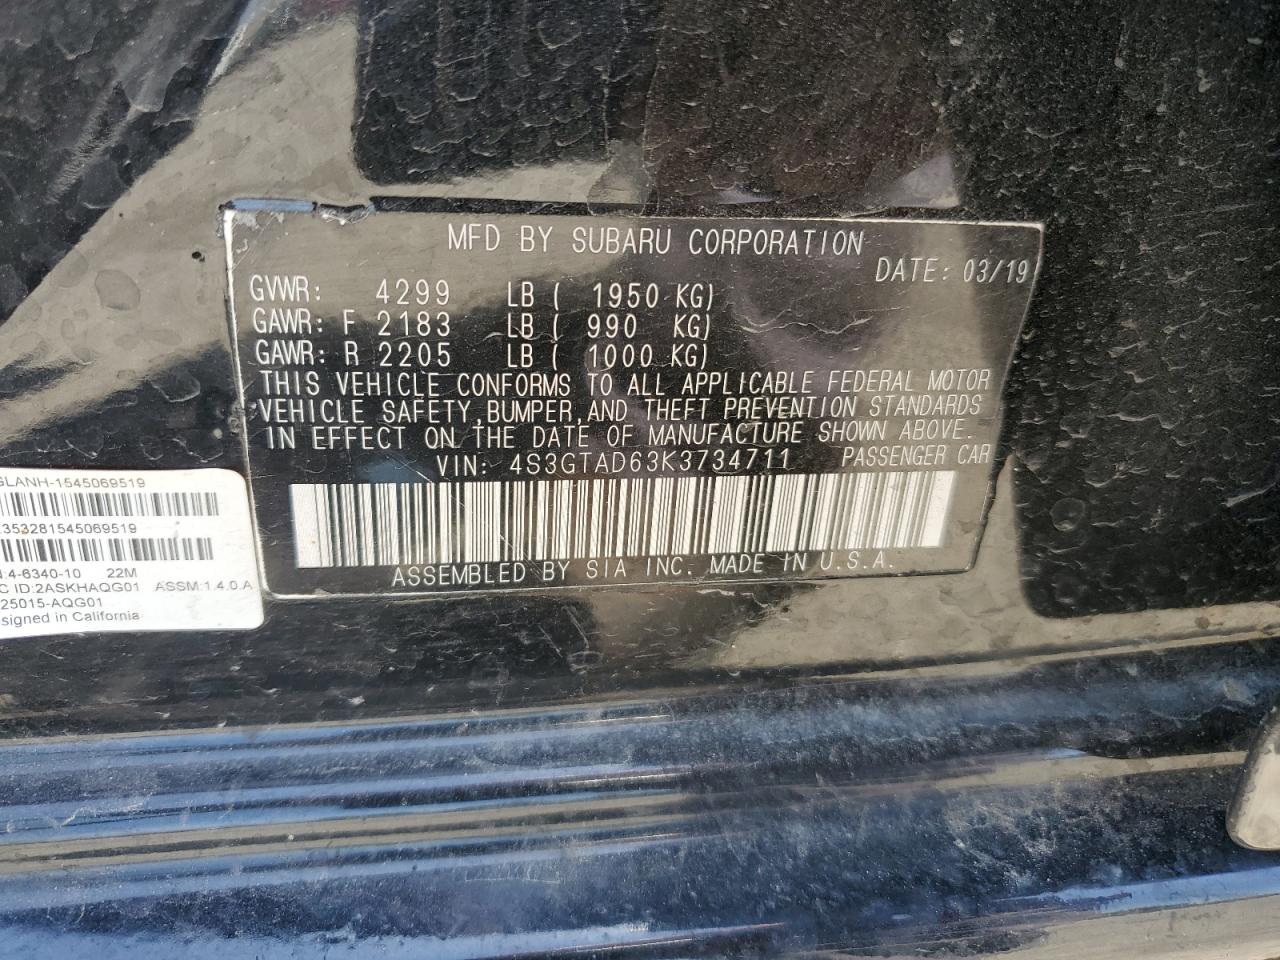 MFD BY SUBARU CORPORATION
DATE: 03/19
GVWR: 4299 LB ( 1950 KG)
GAWR: F 2183 LB ( 990 KG)
GAWR: R 2205 LB ( 1000 KG)
THIS VEHICLE CONFORMS TO ALL APPLICABLE FEDERAL MOTOR
VEHICLE SAFETY,BUMPER,AND THEFT PREVENTION STANDARDS
IN EFFECT ON THE DATE OF MANUFACTURE SHOWN ABOVE.
VIN: 4S3GTAD63K3734711 PASSENGER CAR
ASSEMBLED BY SIA INC. MADE IN U.S.A.
GLANH-1545069519
353281545069519
4-6340-10 22M
C ID:2ASKHAQG01 ASSM:1.4.0.A
25015-AQG01
signed in California